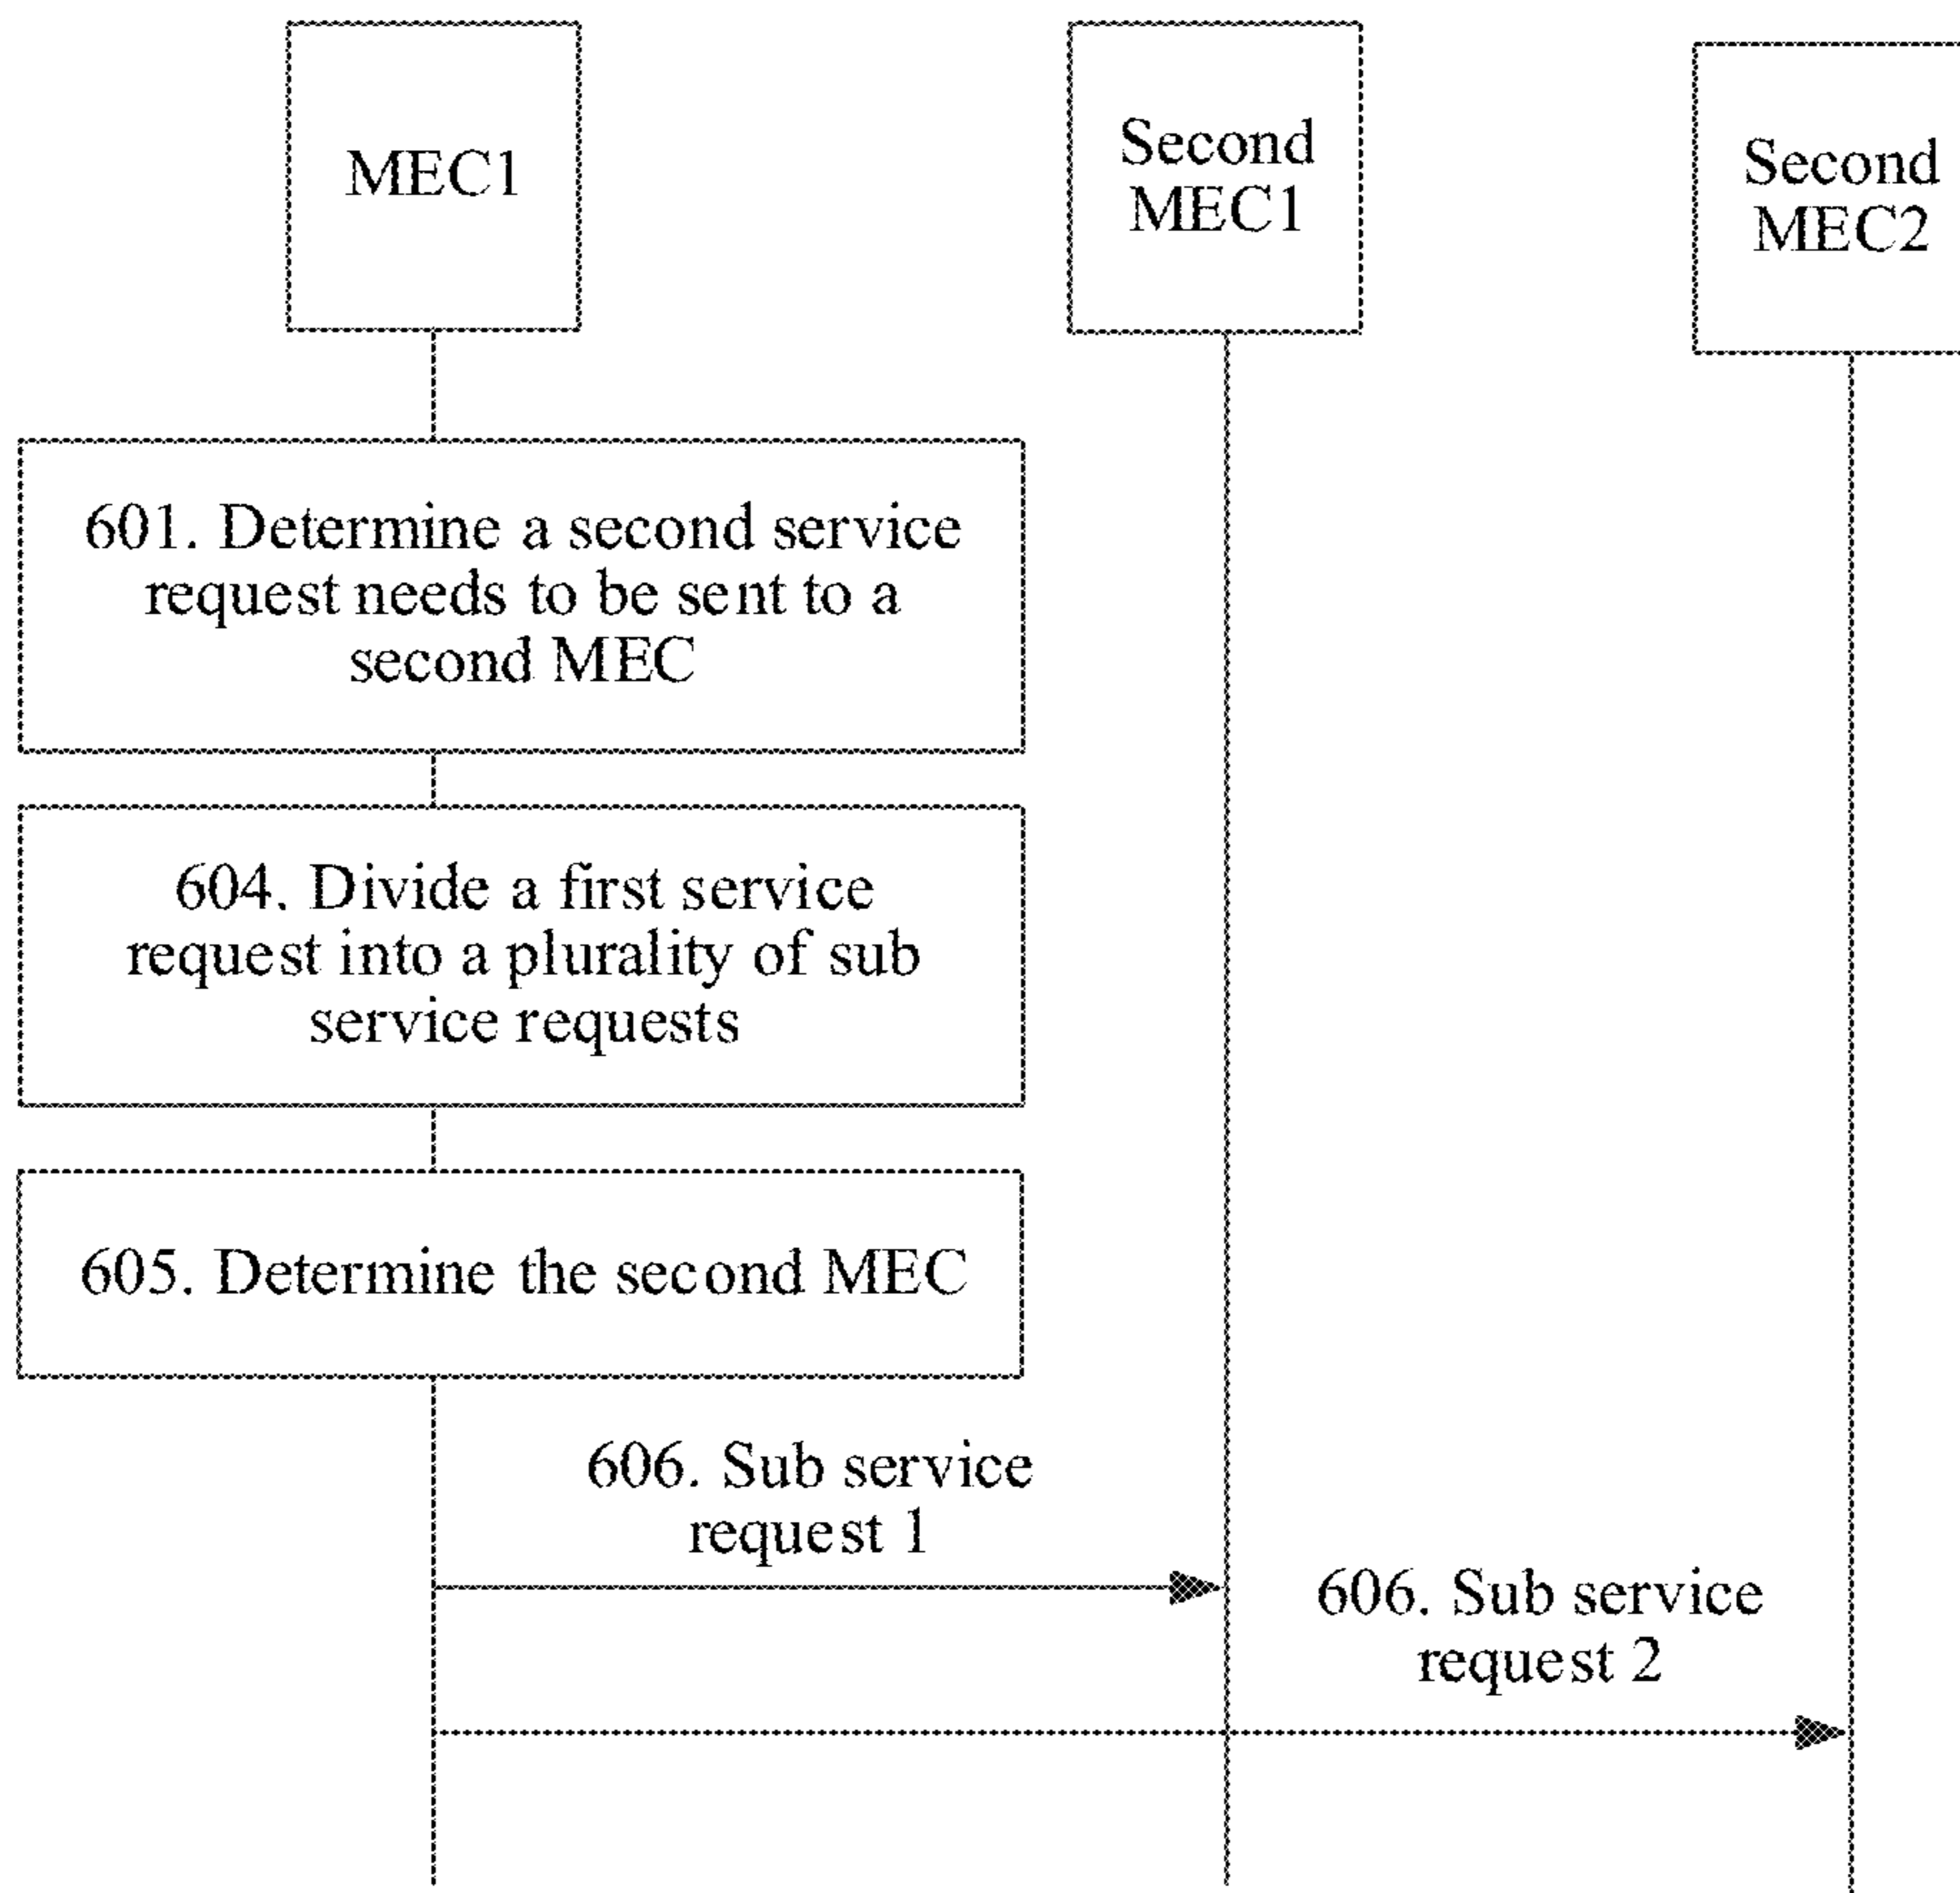 MEC1
Second
MEC1
Second
MEC2
601. Determine a second service
request needs to be sent to a
second MEC
604. Divide a first service
request into a plurality of sub
service requests
605. Determine the second MEC
606. Sub service
request 1
606. Sub service
request 2